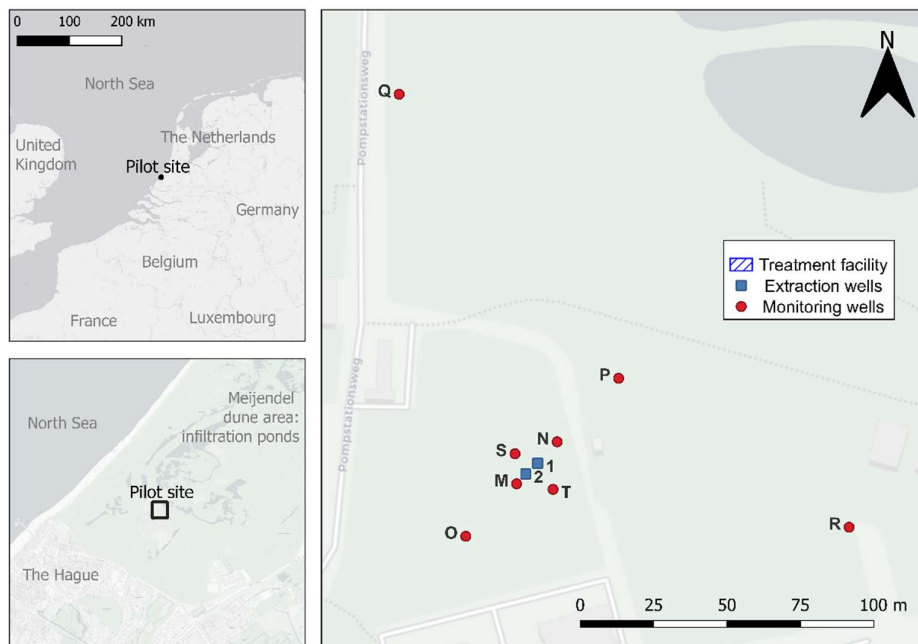 0 100 200 km
North Sea
The Netherlands
United
Kingdom
Pilot site
Germany
Belgium
France
Luxembourg
North Sea
Meijendel
dune area:
infiltration ponds
Pilot site
The Hague
N
Q
Pompstationsweg
Treatment facility
Extraction wells
Monitoring wells
P
N
S
1
2
M
T
Pompstationsweg
O
R
0 25 50 75 100 m